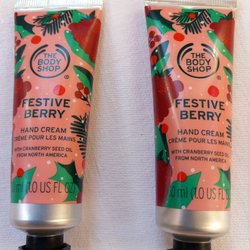 THE
BODY
SHOP
FESTIVE
BERRY
HAND CREAM
CRÈME POUR LES MAINS
WITH CRANBERRY SEED OIL
FROM NORTH AMERICA
ml (1.0 US FL O
THE
BODY
SHOP
FESTIVE
BERRY
HAND CREAM
CRÈME POUR LES MAINS
WITH CRANBERRY SEED OIL
FROM NORTH AMERICA
0 ml (1.0 US FL OZ